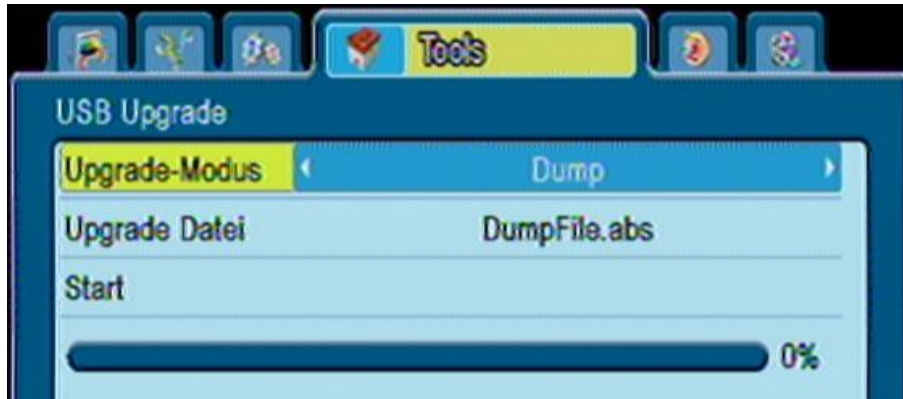 Tools
USB Upgrade
Upgrade-Modus Dump
Upgrade Datei DumpFile.abs
Start
0%